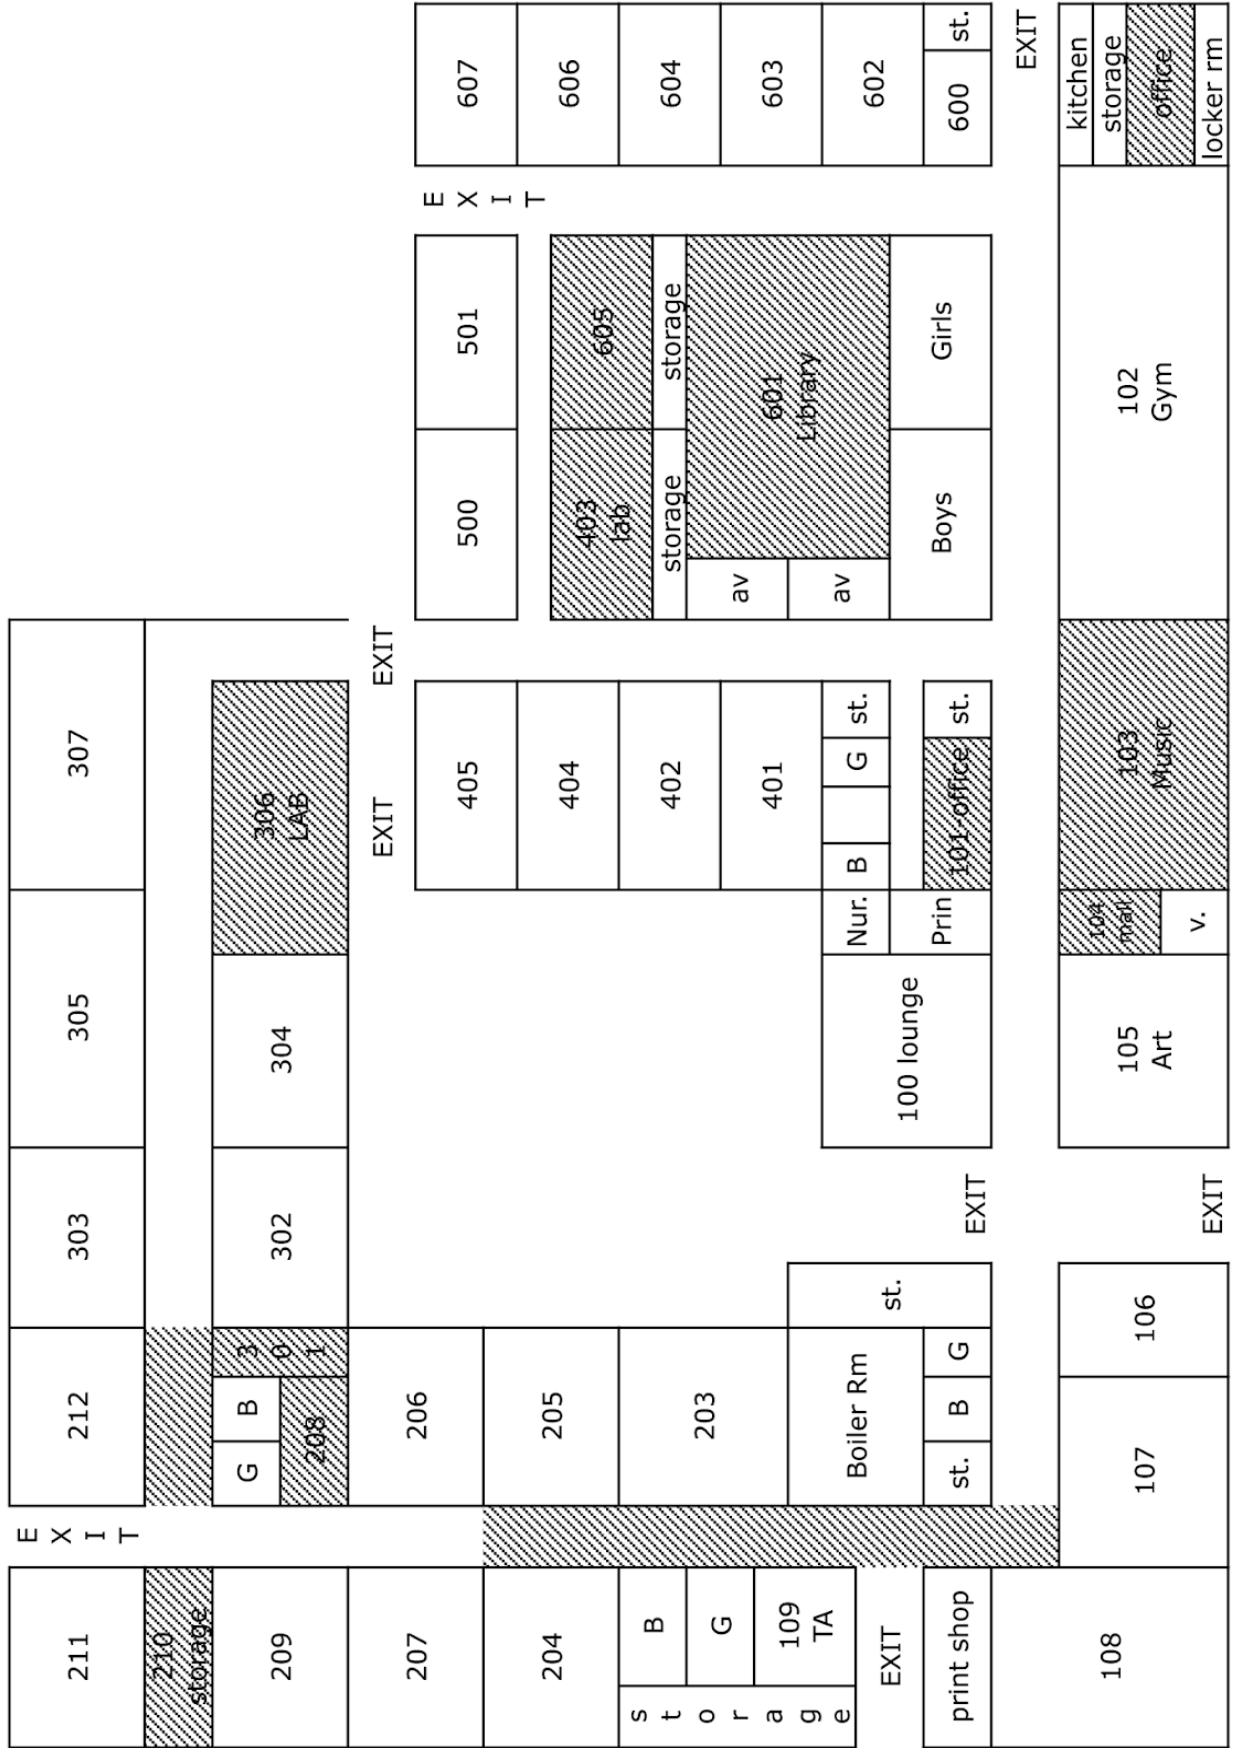 607
606
604
603
602
st.
600
EXIT
kitchen
storage
office
locker rm
E
X
I
T
501
605
storage
601
Library
Girls
102
Gym
500
403
lab
storage
av
av
Boys
307
EXIT
306
LAB
EXIT
405
404
402
401
st.
G
B
st.
101-office
103
Music
305
304
Nur.
Prin
100 lounge
104
mail
v.
105
Art
303
302
EXIT
EXIT
212
3
0
1
B
G
208
206
205
203
st.
Boiler Rm
G
B
st.
106
107
E
X
I
T
211
210
storage
209
207
204
B
G
109
TA
s
t
o
r
a
g
e
EXIT
print shop
108